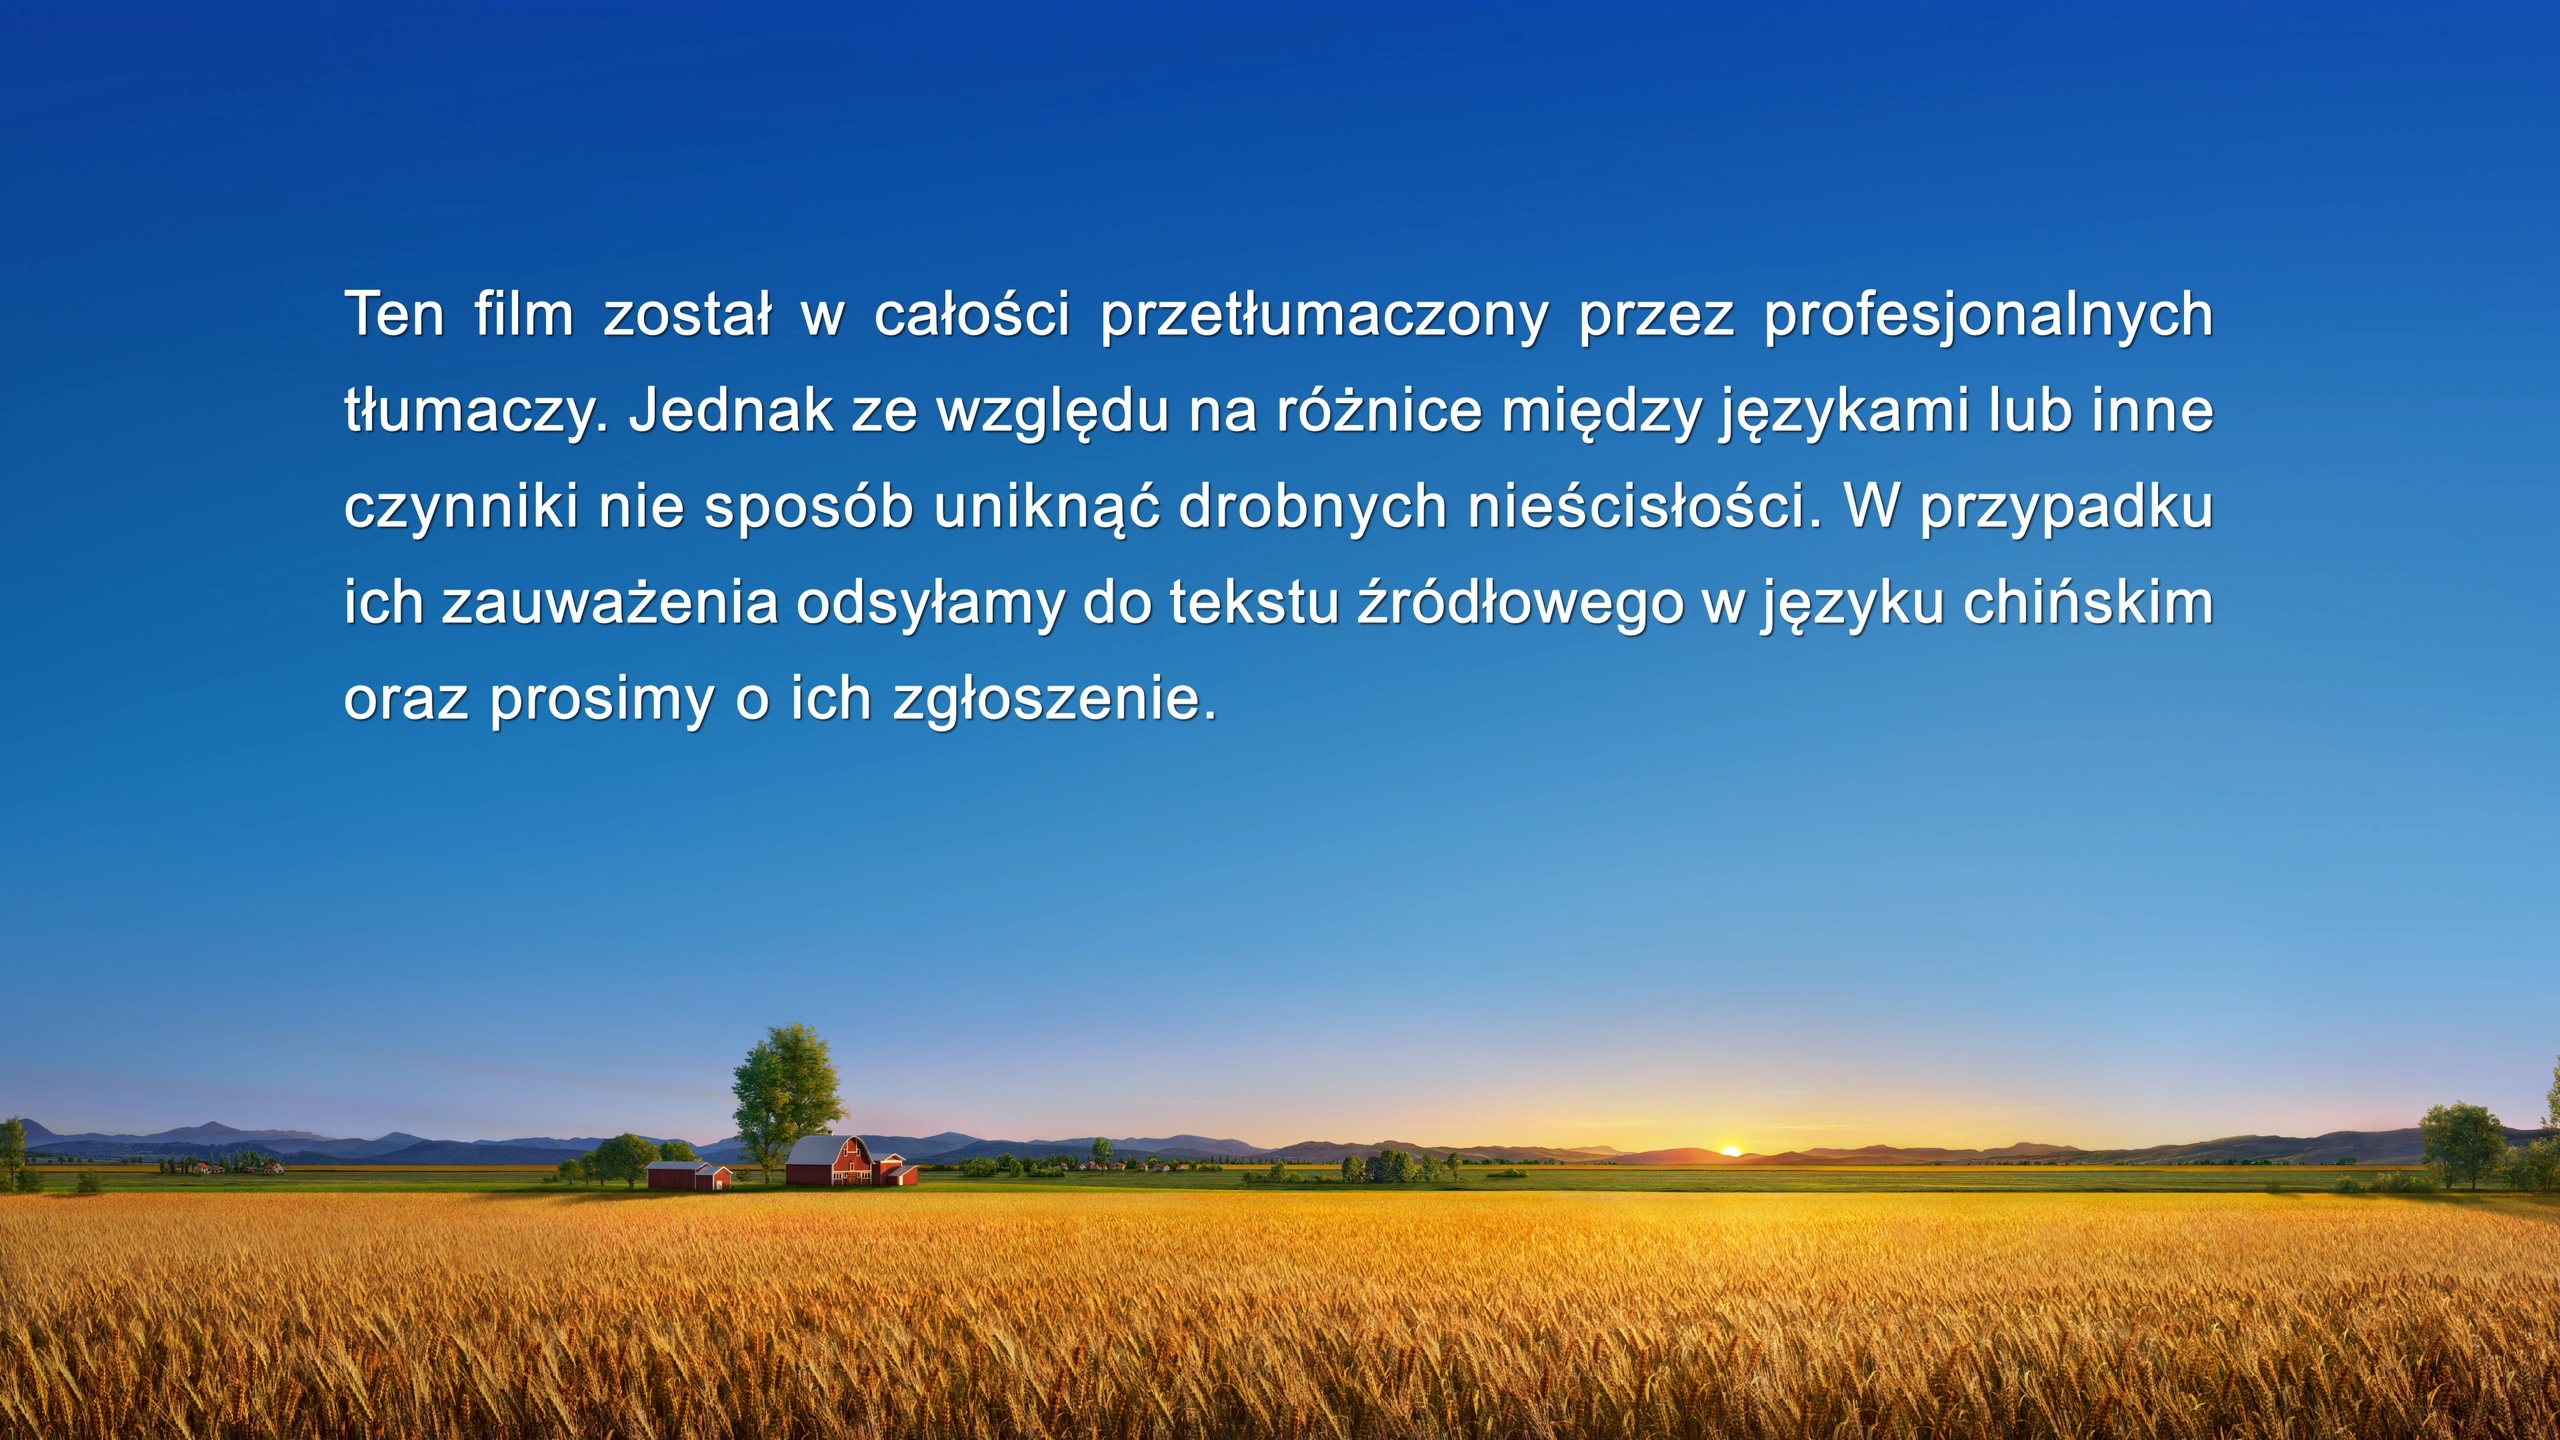 Ten film został w całości przetłumaczony przez profesjonalnych
tłumaczy. Jednak ze względu na różnice między językami lub inne
czynniki nie sposób uniknąć drobnych nieścisłości. W przypadku
ich zauważenia odsyłamy do tekstu źródłowego w języku chińskim
oraz prosimy o ich zgłoszenie.